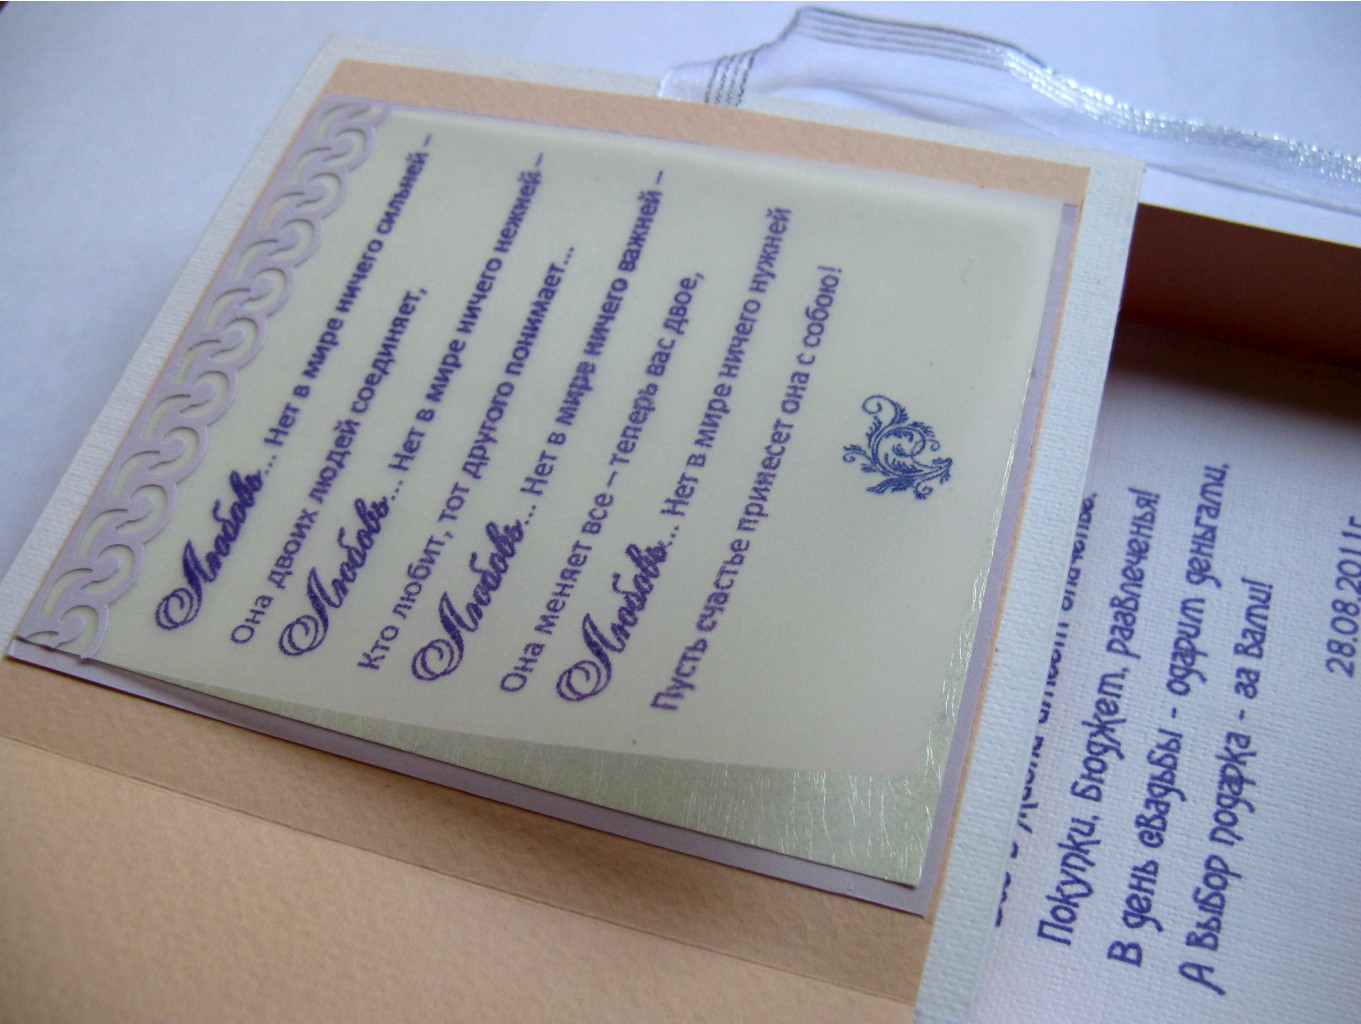 Любовь... Нет в мире ничего сильней –
Она двоих людей соединяет,
Любовь... Нет в мире ничего нежней –
Кто любит, тот другого понимает...
Любовь... Нет в мире ничего важней –
Она меняет все – теперь вас двое,
Любовь... Нет в мире ничего нужней
Пусть счастье принесет она с собою!
Покупки, бюджет, развлеченья!
В день свадьбы - одарит деньгами,
А выбор подарка - за Вами!
28.08.2011г